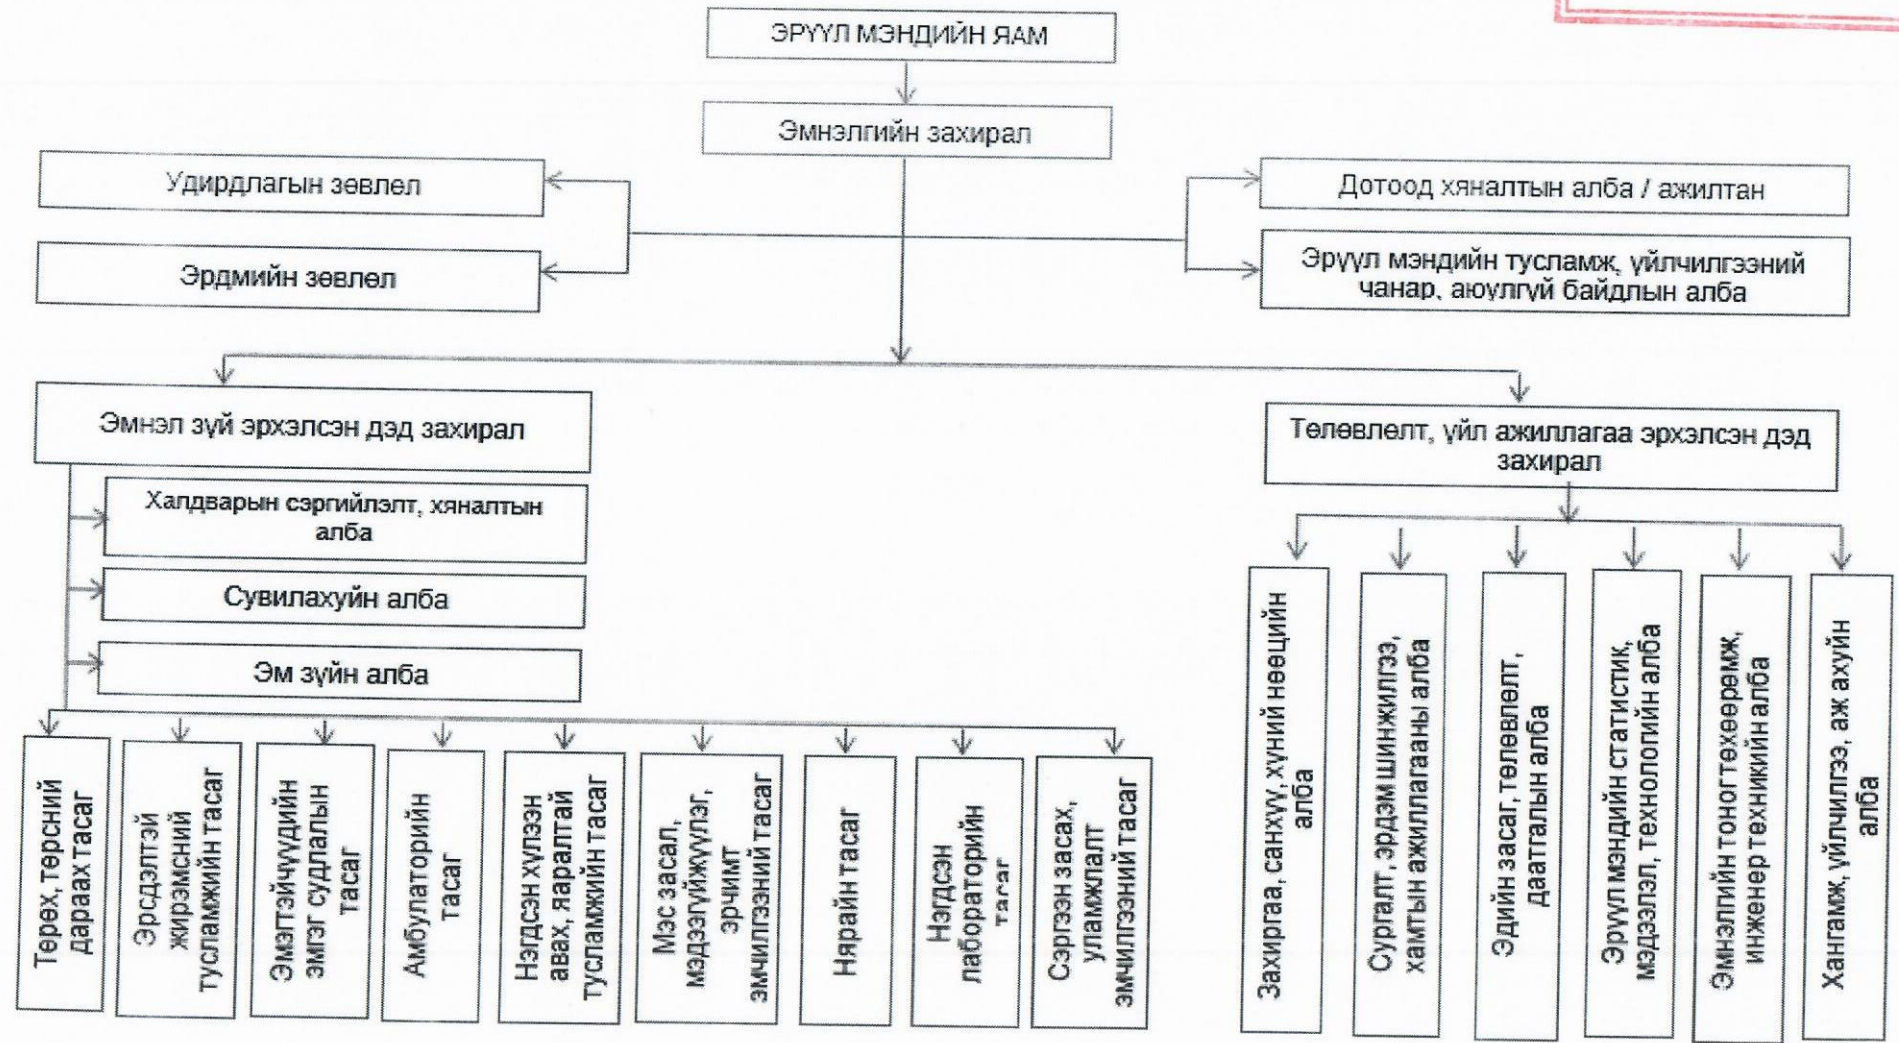 ЭРҮҮЛ МЭНДИЙН ЯАМ
Эмнэлгийн захирал
Удирдлагын зөвлөл
Дотоод хяналтын алба / ажилтан
Эрдмийн зөвлөл
Эрүүл мэндийн тусламж, үйлчилгээний
чанар, аюулгүй байдлын алба
Эмнэл зүй эрхэлсэн дэд захирал
Төлөвлөлт, үйл ажиллагаа эрхэлсэн дэд
захирал
Халдварын сэргийлэлт, хяналтын
алба
Сувилахуйн алба
Эм зүйн алба
Төрөх, төрсний
дараах тасаг
Эрсдэлтэй
жирэмсний
тусламжийн тасаг
Эмэгтэйчүүдийн
эмгэг судлалын
тасаг
Амбулаторийн
тасаг
Нэгдсэн хүлээн
авах, яаралтай
тусламжийн тасаг
Мэс засал,
мэдээгүйжүүлэг,
эрчимт
эмчилгээний тасаг
Нярайн тасаг
Нэгдсэн
лабораторийн
тасаг
Сэргээн засах,
уламжлалт
эмчилгээний тасаг
Захиргаа, санхүү, хүний нөөцийн
алба
Сургалт, эрдэм шинжилгээ,
хамтын ажиллагааны алба
Эдийн засаг, төлөвлөлт,
даатгалын алба
Эрүүл мэндийн статистик,
мэдээлэл, технологийн алба
Эмнэлгийн тоног төхөөрөмж,
инженер техникийн алба
Хангамж, үйлчилгээ, аж ахуйн
алба